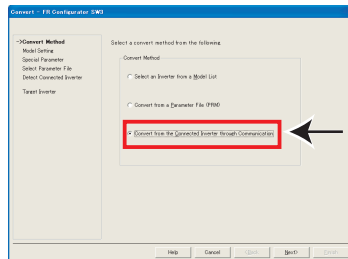 Convert - FR Configurator SW3
->Convert Method
Model Setting
Special Parameter
Select Parameter File
Detect Connected Inverter
Target Inverter
Select a convert method from the following.
Convert Method
Select an Inverter from a Model List
Convert from a Parameter File (PRM)
Convert from the Connected Inverter through Communication
Help Cancel <Back Next> Finish